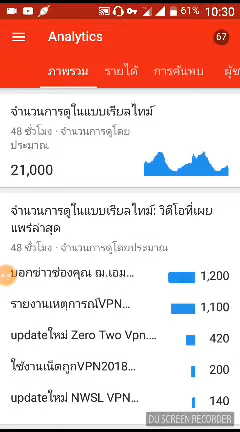 61% 10:30
Analytics 67
ภาพรวม รายได้ การค้นพบ ผู้ช
จำนวนการดูในแบบเรียลไทม์
48 ชั่วโมง · จำนวนการดูโดย
ประมาณ
21,000
จำนวนการดูในแบบเรียลไทม์: วิดีโอที่เผย
แพร่ล่าสุด
48 ชั่วโมง · จำนวนการดูโดยประมาณ
บอกข่าวช่องคุณ ฌ.เอม... 1,200
รายงานเหตุการณ์VPN... 1,100
updateใหม่ Zero Two Vpn.... 420
ใช้งานเน็ตถูกVPN2018... 200
updateใหม่ NWSL VPN... 140
DU SCREEN RECORDER